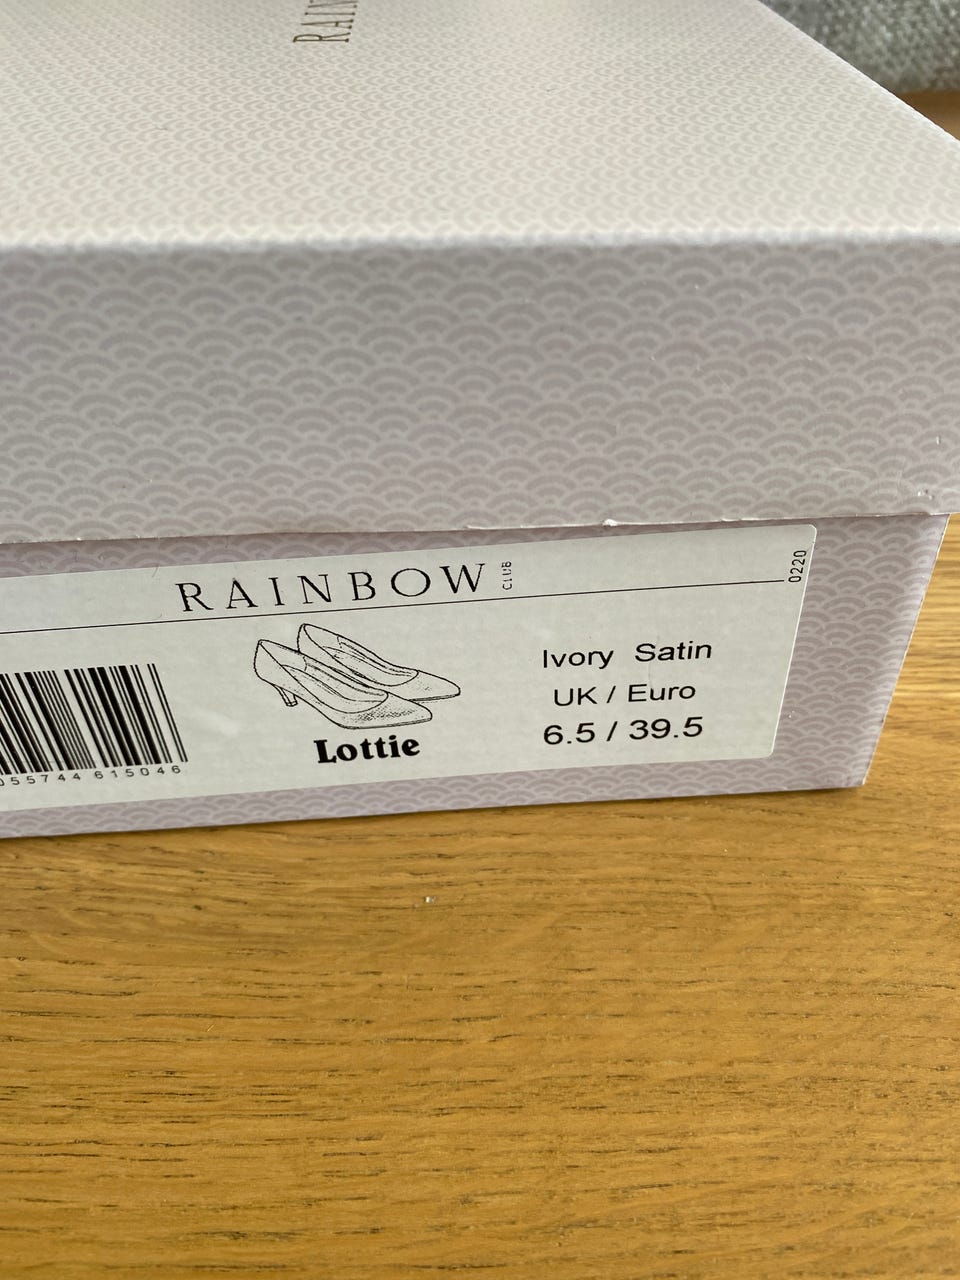 RAIN
RAINBOW CLUB
0220
Ivory Satin
UK / Euro
6.5 / 39.5
Lottie
055744 615046